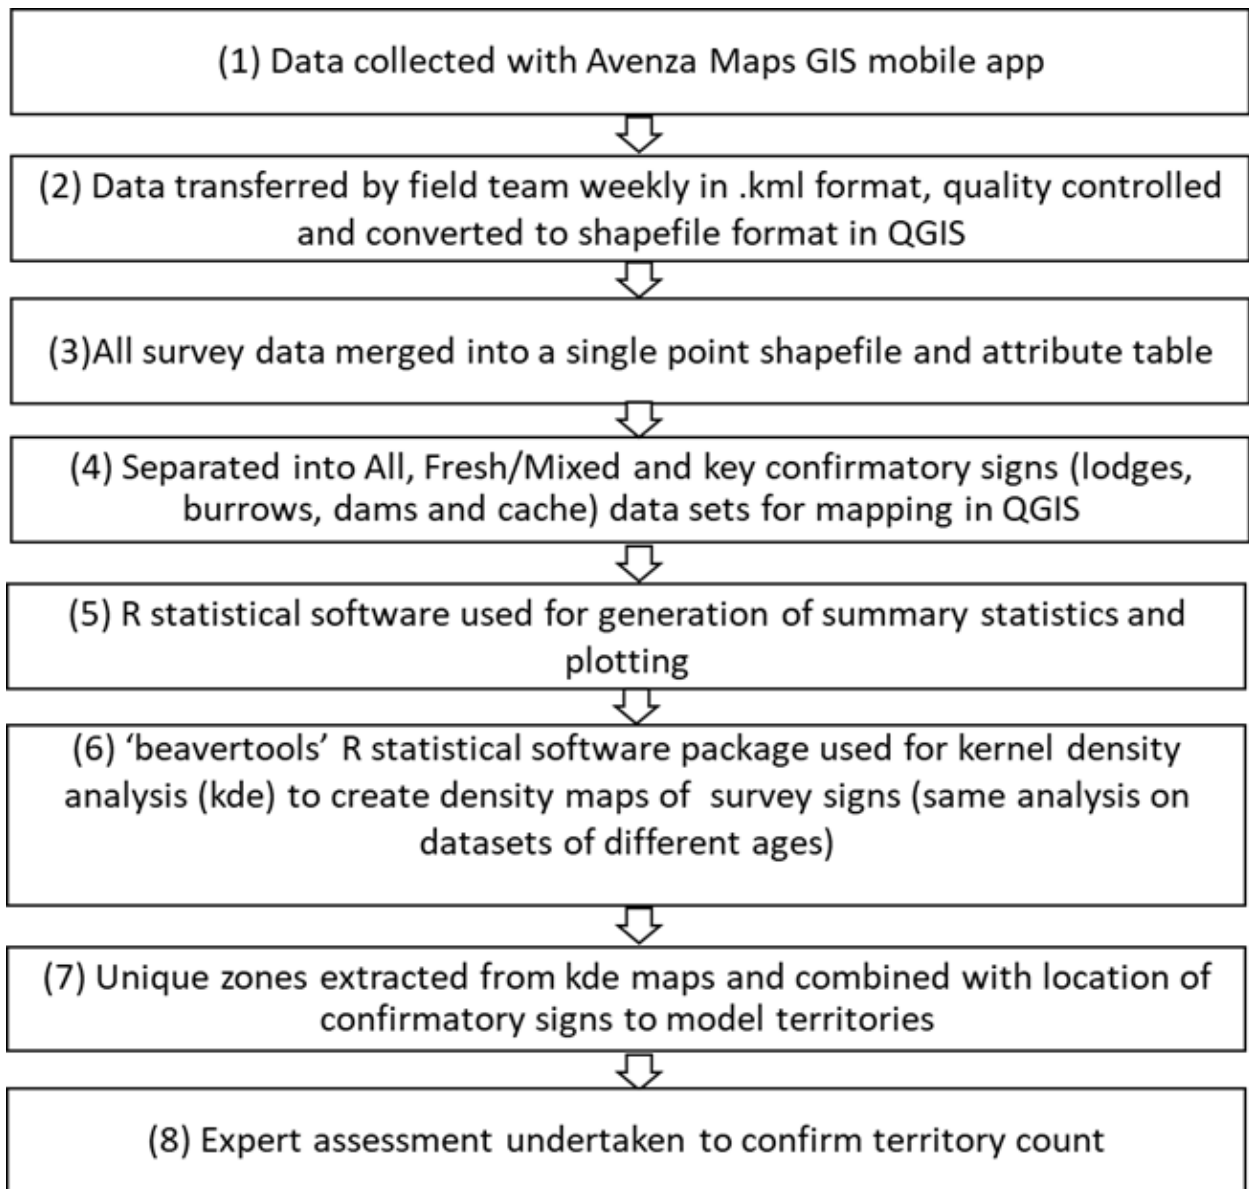 (1) Data collected with Avenza Maps GIS mobile app
(2) Data transferred by field team weekly in .kml format, quality controlled
and converted to shapefile format in QGIS
(3)All survey data merged into a single point shapefile and attribute table
(4) Separated into All, Fresh/Mixed and key confirmatory signs (lodges,
burrows, dams and cache) data sets for mapping in QGIS
(5) R statistical software used for generation of summary statistics and
plotting
(6) ‘beavertools’ R statistical software package used for kernel density
analysis (kde) to create density maps of  survey signs (same analysis on
datasets of different ages)
(7) Unique zones extracted from kde maps and combined with location of
confirmatory signs to model territories
(8) Expert assessment undertaken to confirm territory count